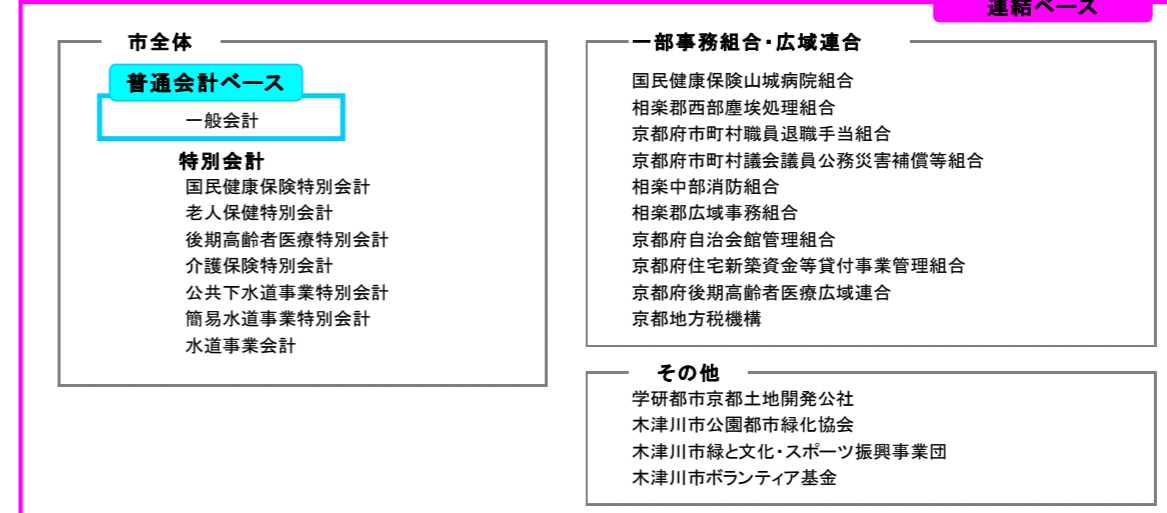 連結ベース
市全体
普通会計ベース
一般会計
特別会計
国民健康保険特別会計
老人保健特別会計
後期高齢者医療特別会計
介護保険特別会計
公共下水道事業特別会計
簡易水道事業特別会計
水道事業会計
一部事務組合・広域連合
国民健康保険山城病院組合
相楽郡西部塵埃処理組合
京都府市町村職員退職手当組合
京都府市町村議会議員公務災害補償等組合
相楽中部消防組合
相楽郡広域事務組合
京都府自治会館管理組合
京都府住宅新築資金等貸付事業管理組合
京都府後期高齢者医療広域連合
京都地方税機構
その他
学研都市京都土地開発公社
木津川市公園都市緑化協会
木津川市緑と文化・スポーツ振興事業団
木津川市ボランティア基金